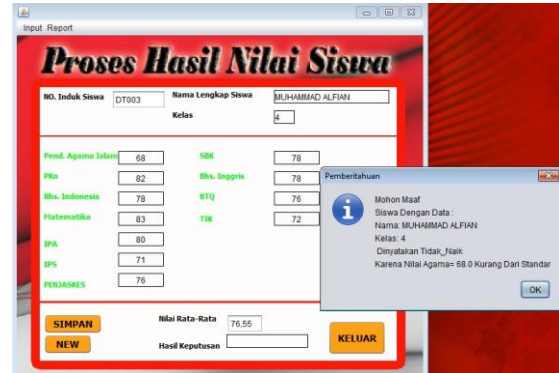 Input Report
Proses Hasil Nilai Siswa
NO. Induk Siswa DT003 Nama Lengkap Siswa MUHAMMAD ALFIAN
Kelas 4
Pend. Agama Islam 68 SBK 78
PKn 82 Bhs. Inggris 78
Bhs. Indonesia 78 BTQ 76
Matematika 83 TIK 72
IPA 80
IPS 71
PENJASKES 76
SIMPAN Nilai Rata-Rata 76,55
NEW Hasil Keputusan KELUAR
Pemberitahuan
Mohon Maaf
Siswa Dengan Data :
Nama: MUHAMMAD ALFIAN
Kelas: 4
Dinyatakan Tidak_Naik
Karena Nilai Agama= 68.0 Kurang Dari Standar
OK